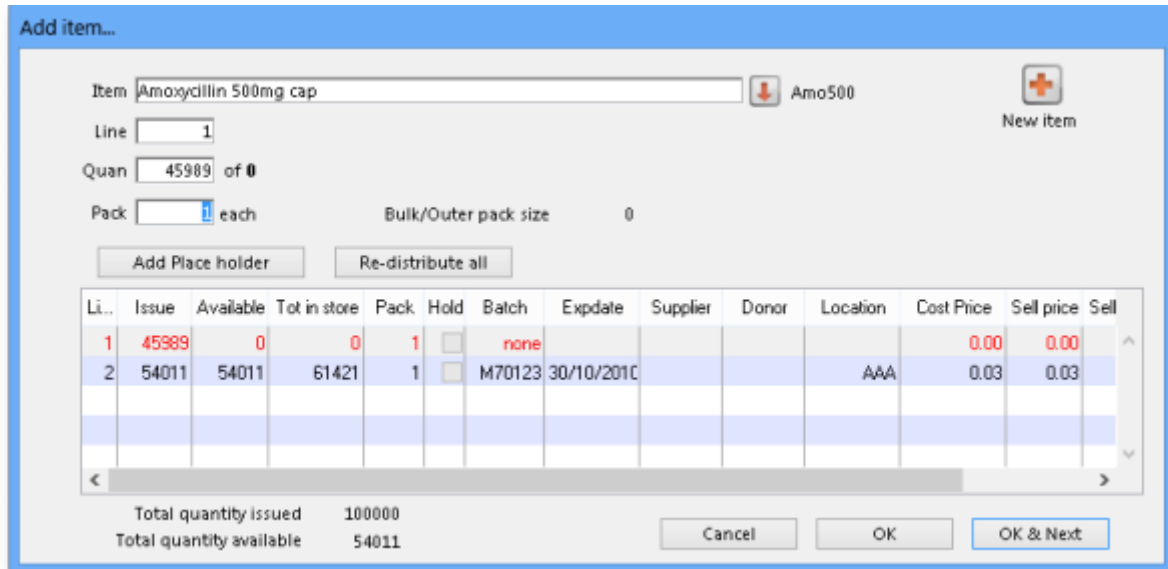 Add item...
Item Amoxycillin 500mg cap Amo500
New item
Line 1
Quan 45989 of 0
Pack 1 each Bulk/Outer pack size 0
Add Place holder Re-distribute all
Li... Issue Available Tot in store Pack Hold Batch Expdate Supplier Donor Location Cost Price Sell price Sell
1 45989 0 0 1 none 0.00 0.00
2 54011 54011 61421 1 M70123 30/10/2010 AAA 0.03 0.03
Total quantity issued 100000
Total quantity available 54011
Cancel OK OK & Next